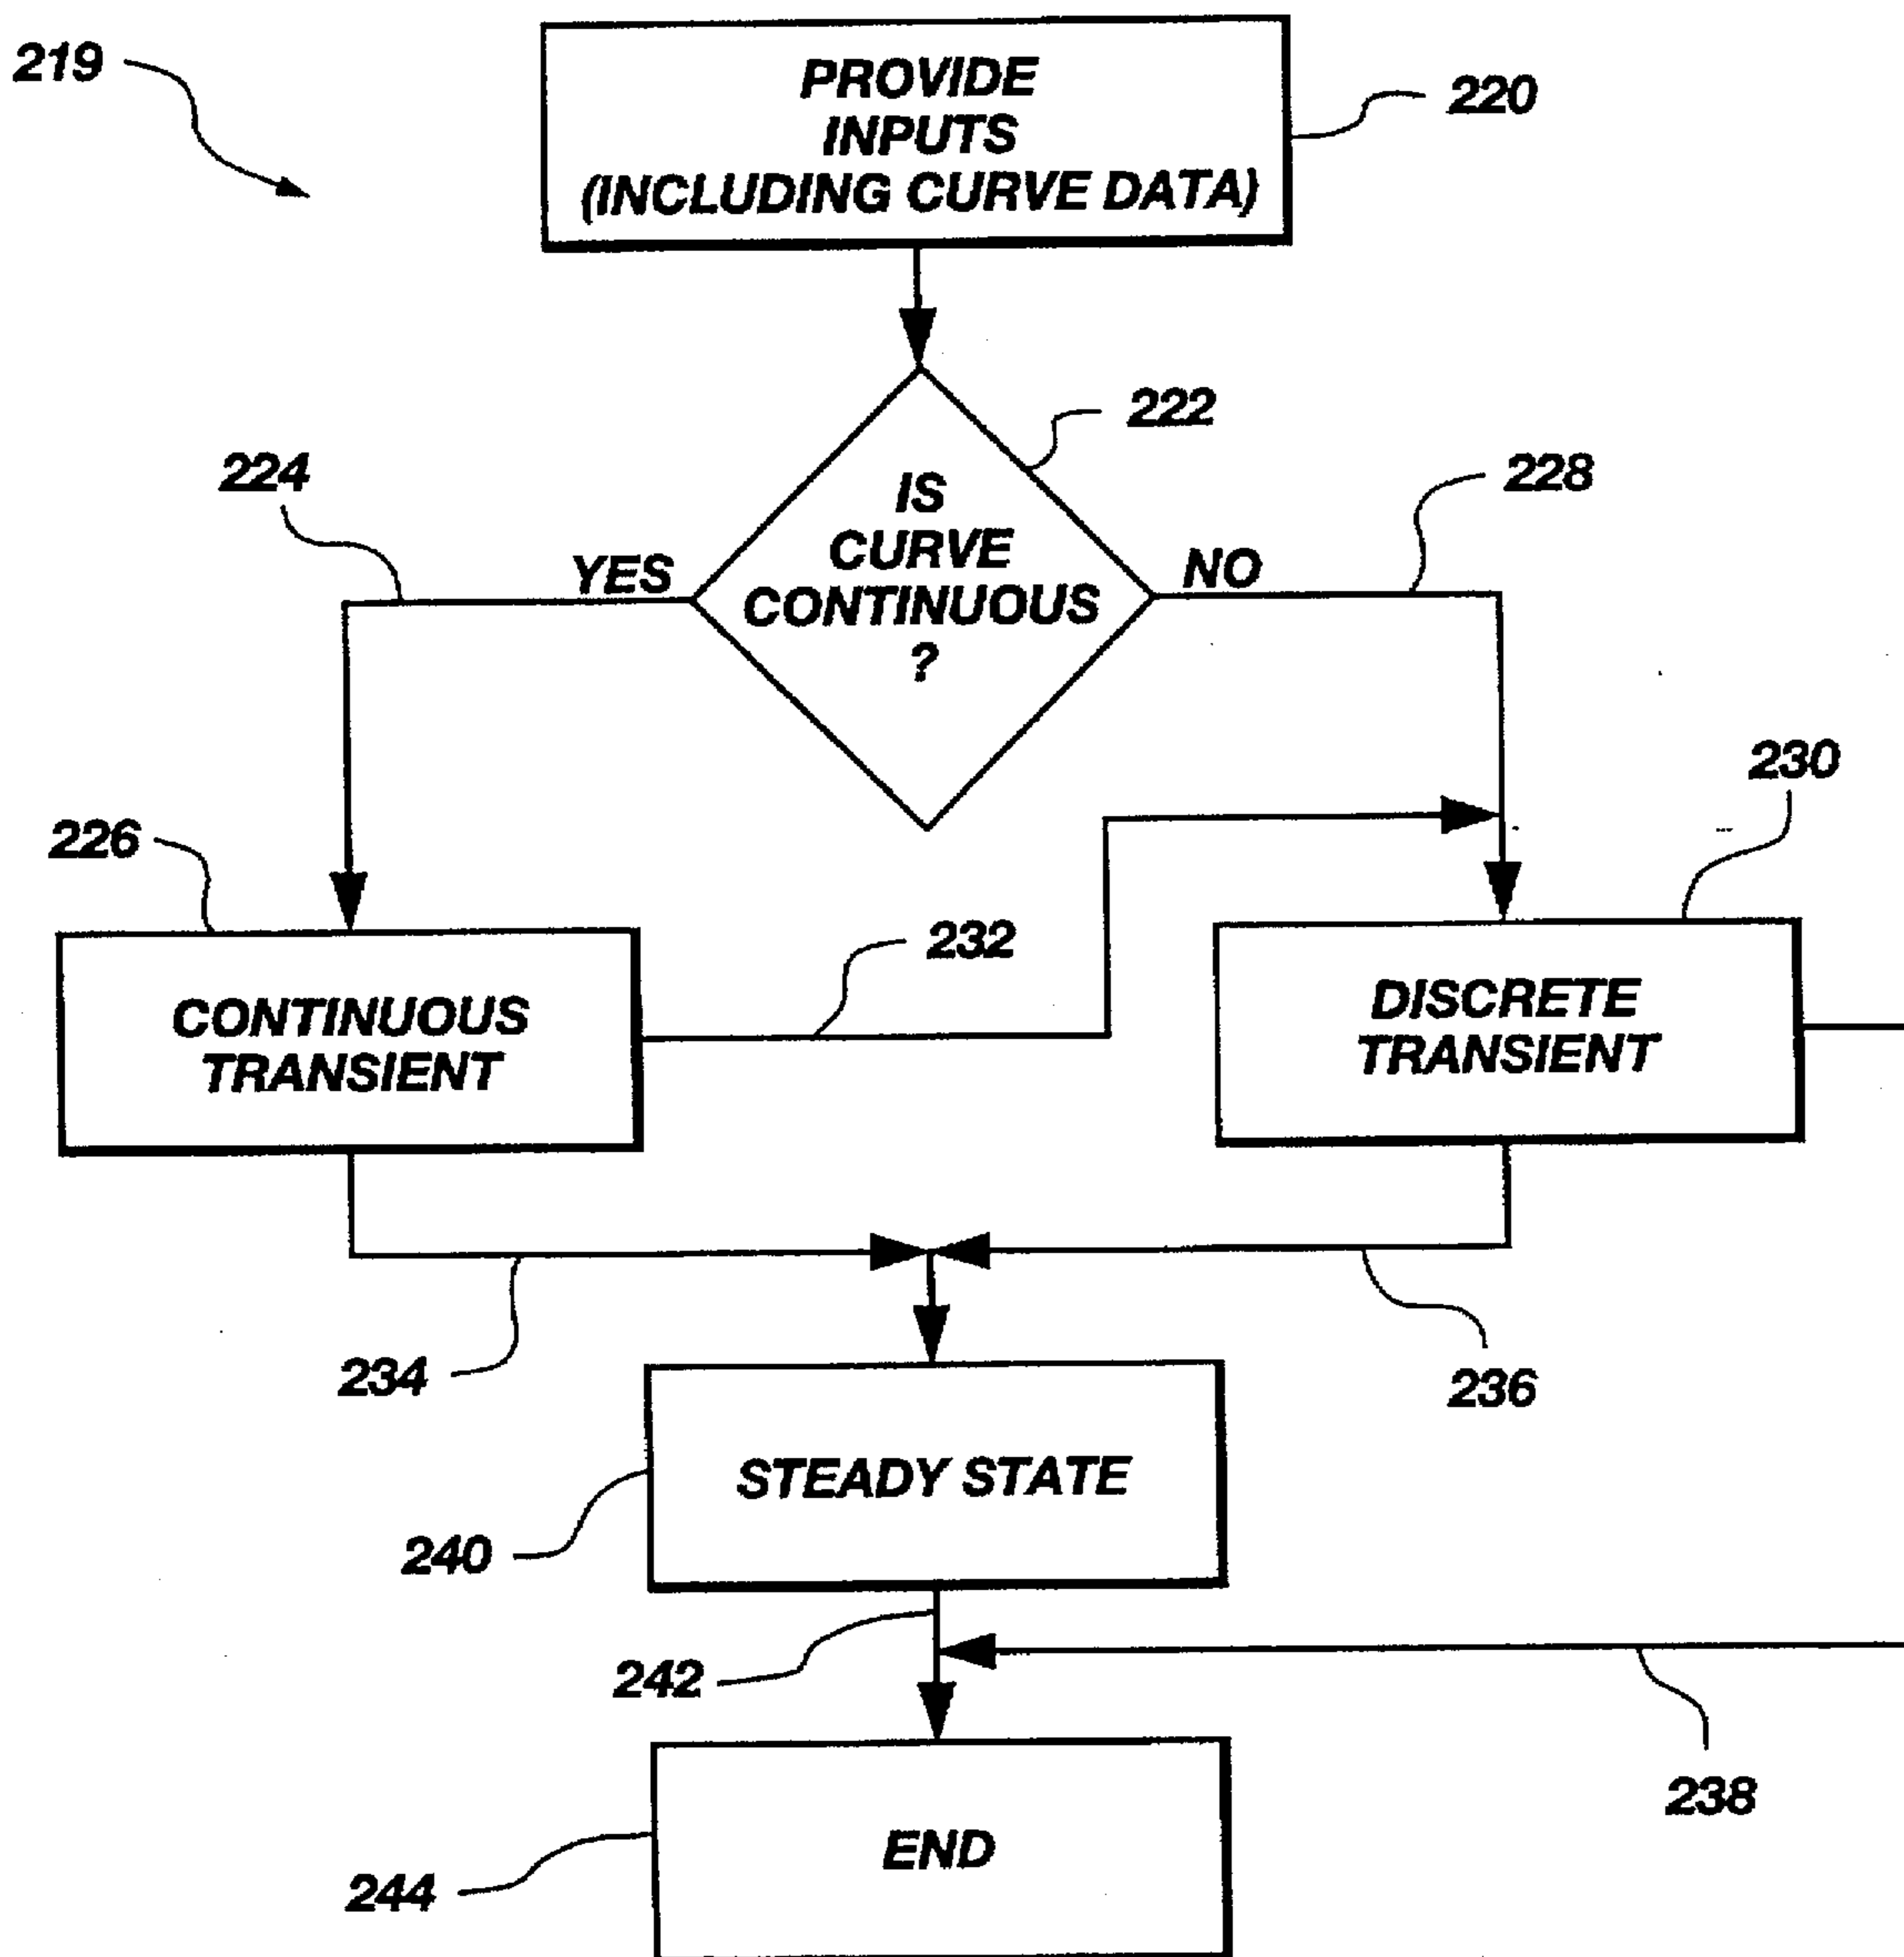 219
PROVIDE
INPUTS
(INCLUDING CURVE DATA)
220
222
224
228
IS
CURVE
CONTINUOUS
?
YES
NO
230
226
232
CONTINUOUS
TRANSIENT
DISCRETE
TRANSIENT
234
236
STEADY STATE
240
242
238
END
244